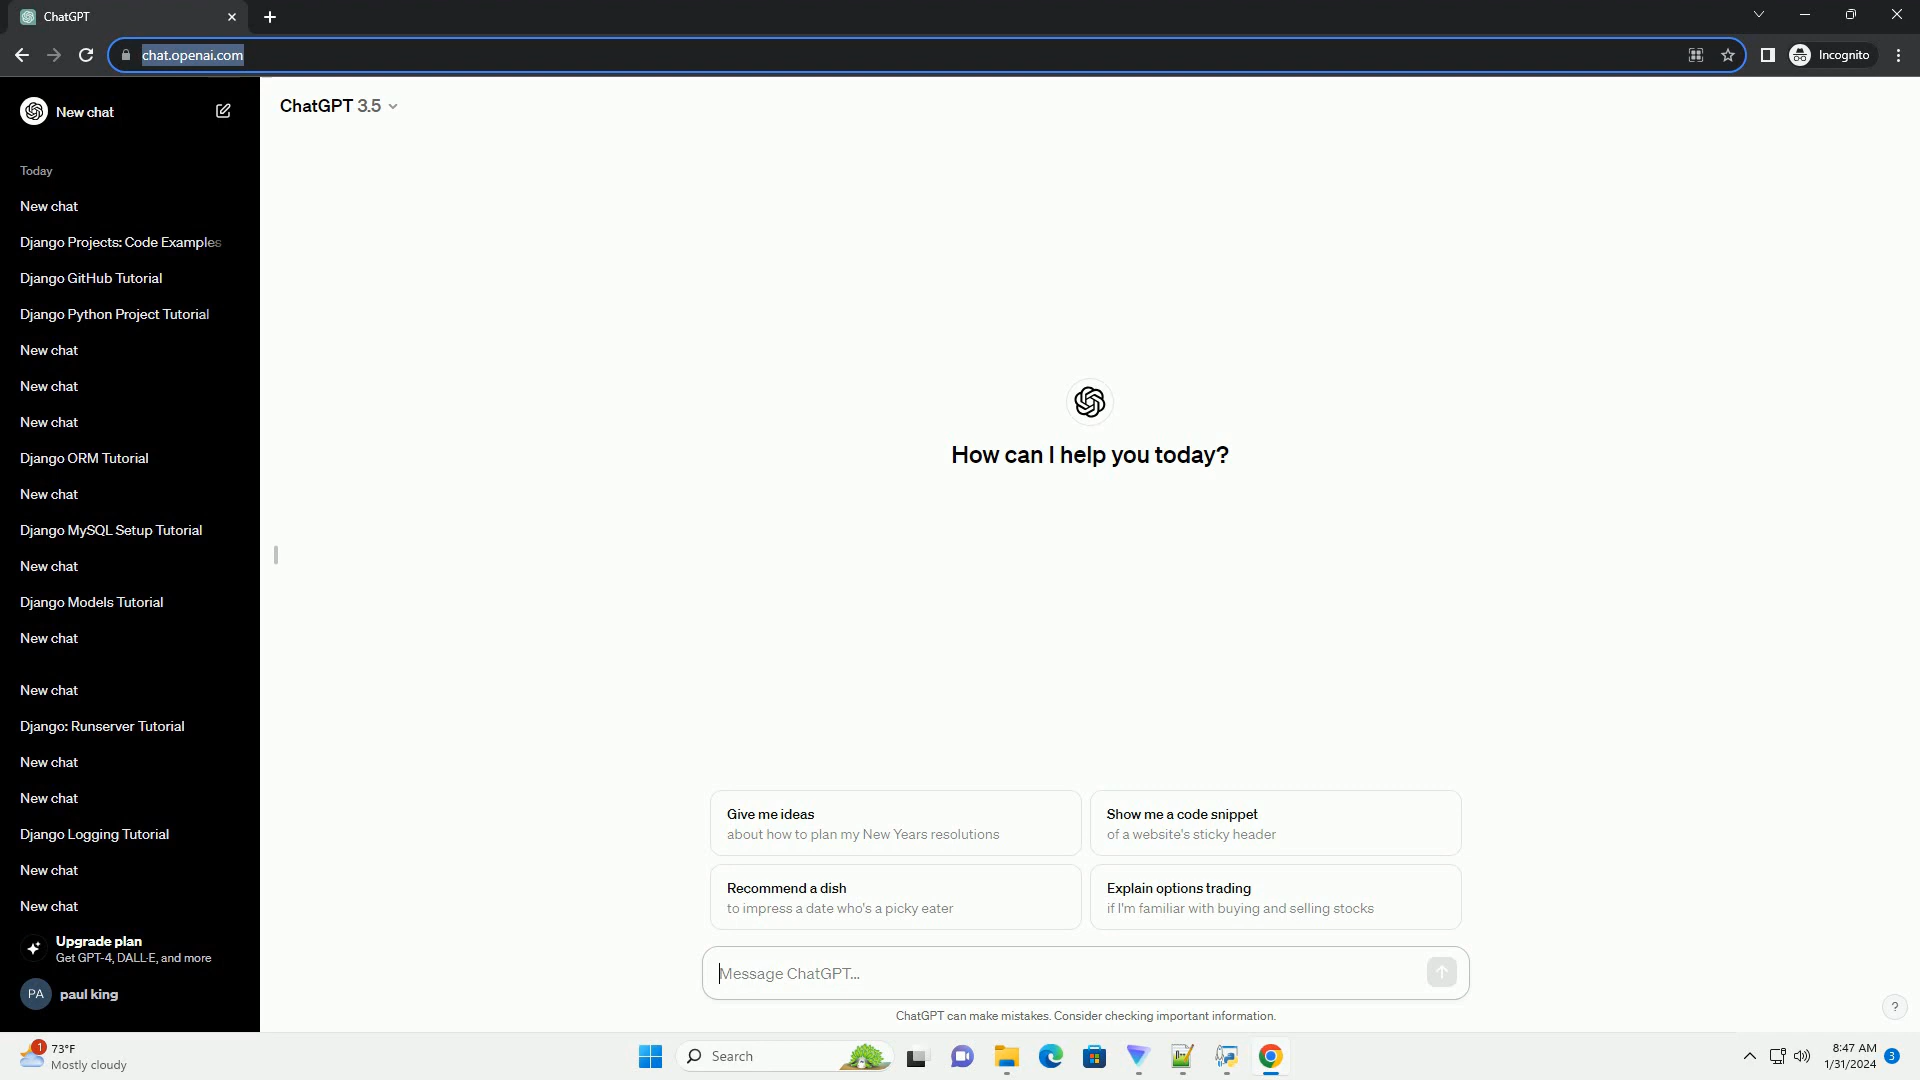 ChatGPT
chat.openai.com
Incognito
New chat
ChatGPT 3.5
Today
New chat
Django Projects: Code Examples
Django GitHub Tutorial
Django Python Project Tutorial
New chat
New chat
New chat
Django ORM Tutorial
New chat
Django MySQL Setup Tutorial
New chat
Django Models Tutorial
New chat
New chat
Django: Runserver Tutorial
New chat
New chat
Django Logging Tutorial
New chat
New chat
Upgrade plan
Get GPT-4, DALL·E, and more
PA paul king
How can I help you today?
Give me ideas
about how to plan my New Years resolutions
Show me a code snippet
of a website's sticky header
Recommend a dish
to impress a date who's a picky eater
Explain options trading
if I'm familiar with buying and selling stocks
Message ChatGPT...
ChatGPT can make mistakes. Consider checking important information.
?
1
73°F
Mostly cloudy
Search
8:47 AM
1/31/2024
3